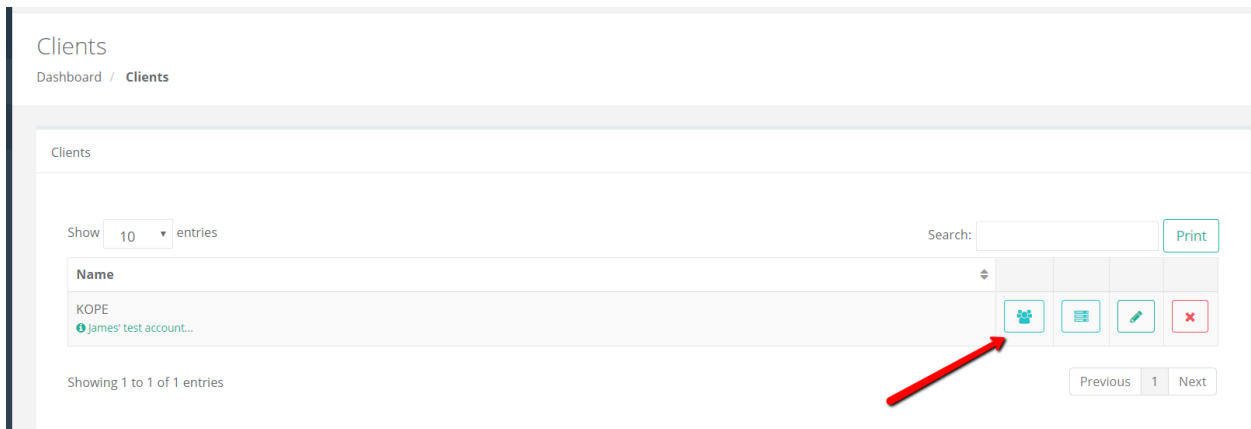 Clients
Dashboard / Clients
Clients
Show 10 entries
Search:
Print
Name
KOPE
James' test account...
Showing 1 to 1 of 1 entries
Previous 1 Next